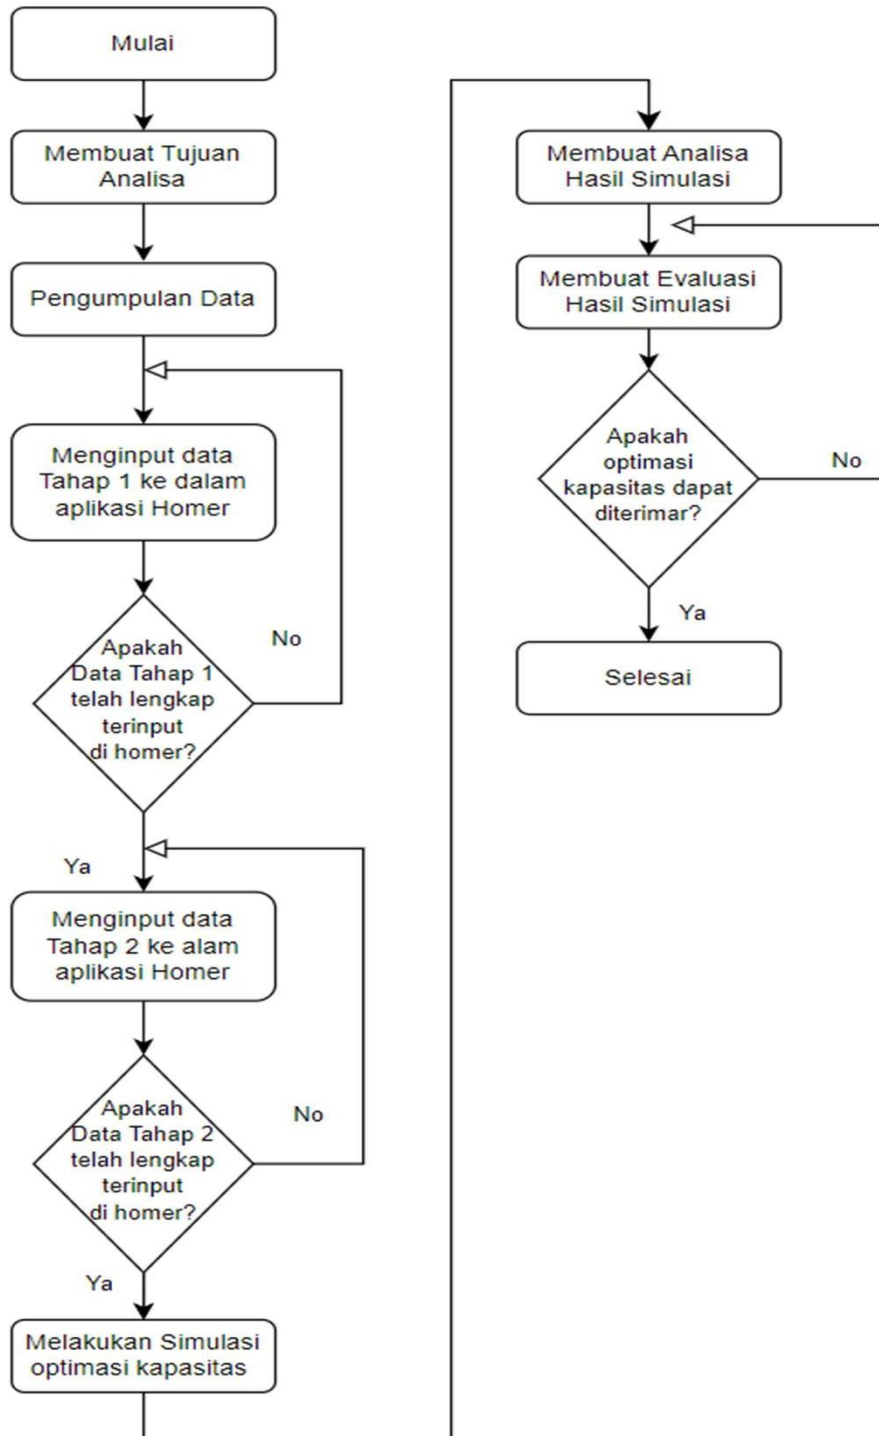 Mulai
Membuat Tujuan
Analisa
Pengumpulan Data
Menginput data
Tahap 1 ke dalam
aplikasi Homer
Apakah
Data Tahap 1
telah lengkap
terinput
di homer?
No
Ya
Menginput data
Tahap 2 ke alam
aplikasi Homer
Apakah
Data Tahap 2
telah lengkap
terinput
di homer?
No
Ya
Melakukan Simulasi
optimasi kapasitas
Membuat Analisa
Hasil Simulasi
Membuat Evaluasi
Hasil Simulasi
Apakah
optimasi
kapasitas dapat
diterimar?
No
Ya
Selesai